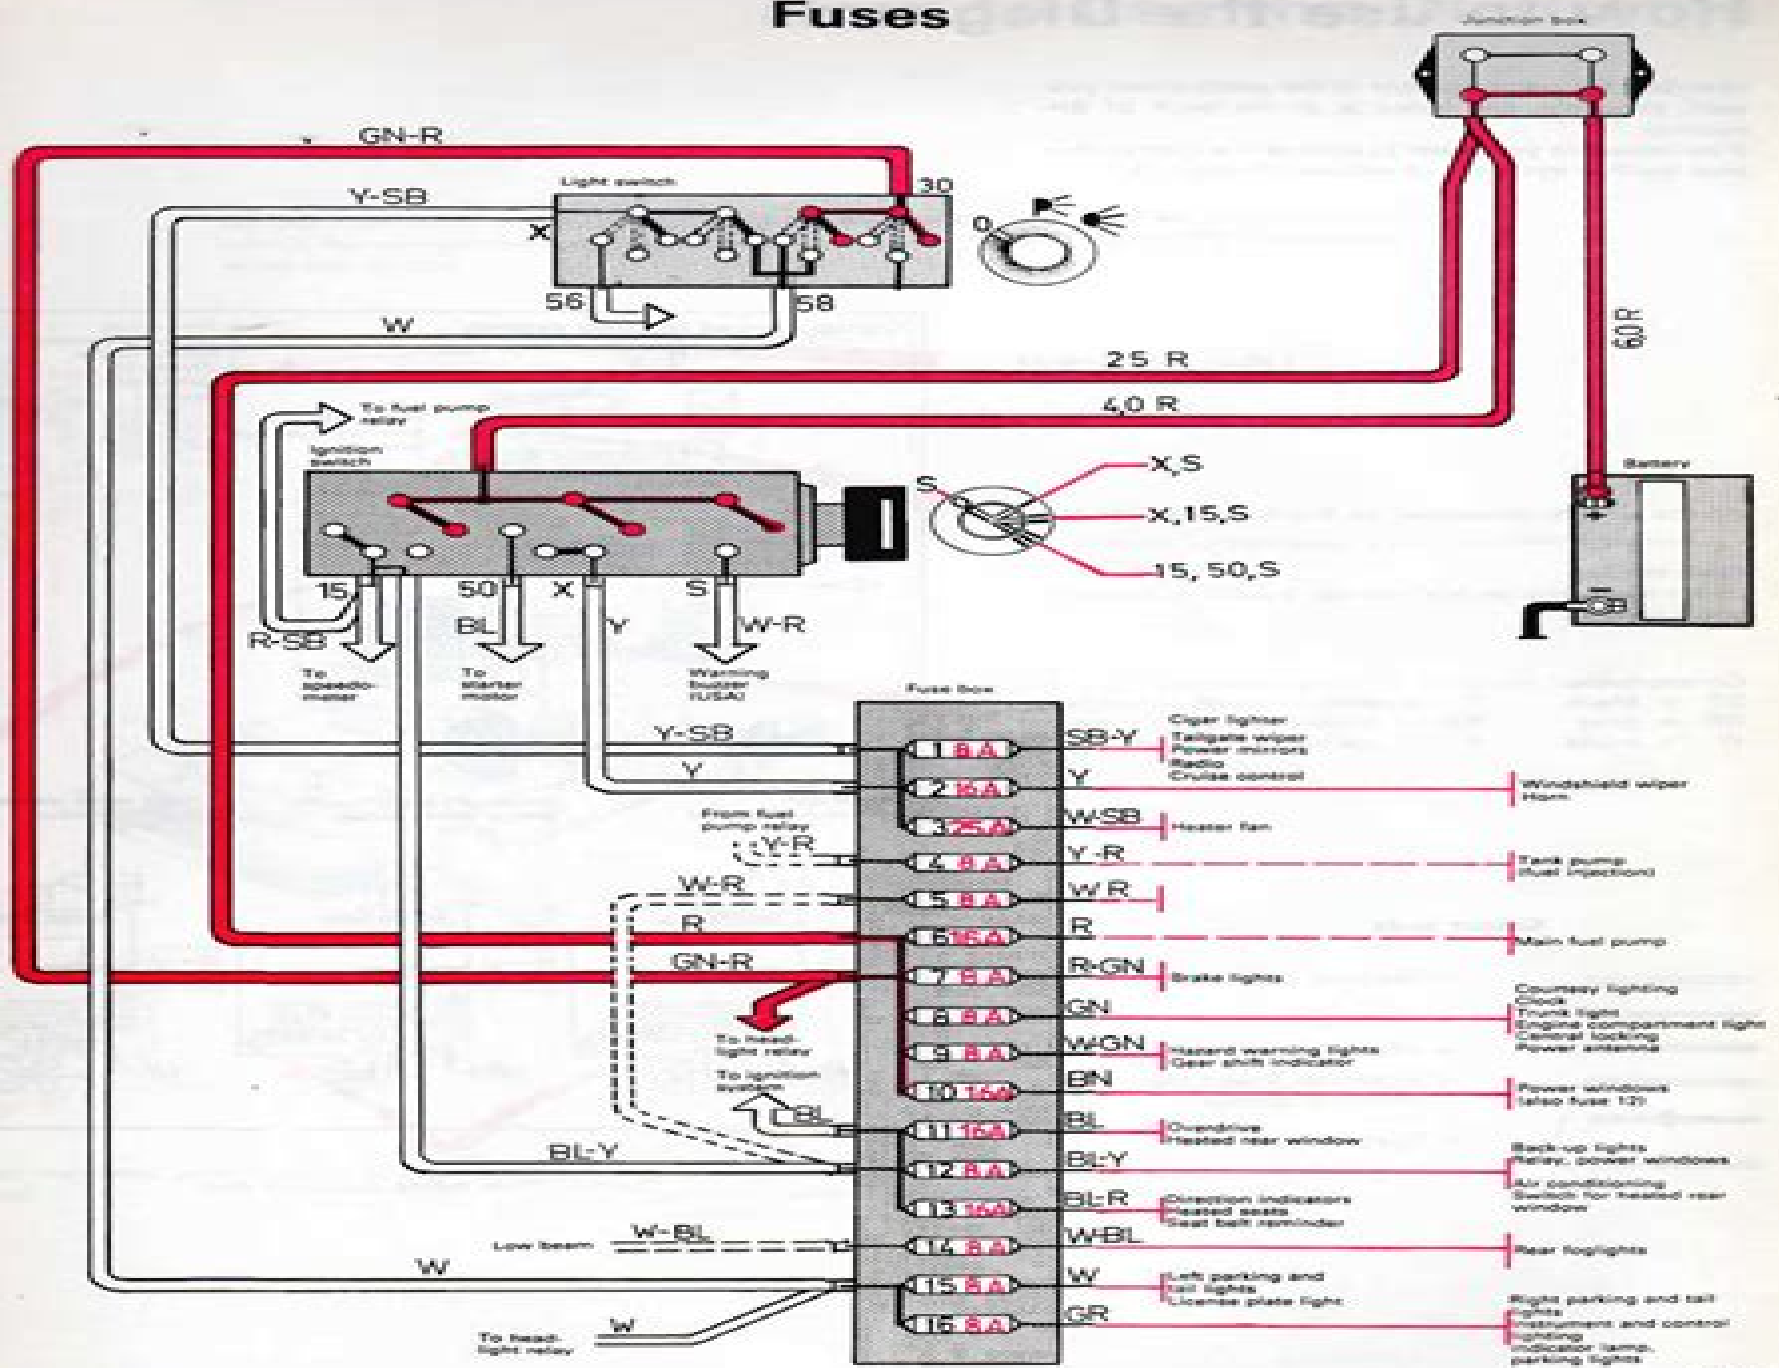 Fuses
Junction box
GN-R
Light switch
30
Y-SB
X
0
56
58
W
6,0 R
25 R
4,0 R
To fuel pump
relay
Ignition
switch
Battery
X,S
S
X,15,S
+
15, 50, S
15
50
X
S
−
R-SB
BL
Y
W-R
To
speedo-
meter
To
starter
motor
Warning
buzzer
(USA)
Fuse box
Y-SB
1 8A
SB-Y
Cigar lighter
Tailgate wiper
Power mirrors
Radio
Cruise control
Y
2 16A
Y
Windshield wiper
Horn
3 25A
W-SB
Heater fan
From fuel
pump relay
Y-R
4 8A
Y-R
Tank pump
(fuel injection)
W-R
5 8A
W R
R
6 16A
R
Main fuel pump
GN-R
7 8A
R-GN
Brake lights
To head-
light relay
8 8A
GN
Courtesy lighting
Clock
Trunk light
Engine compartment light
Central locking
Power antenna
9 8A
W-GN
Hazard warning lights
Gear shift indicator
To ignition
system
10 16A
BN
Power windows
(also fuse 12)
BL
11 16A
BL
Overdrive
Heated rear window
BL-Y
12 8A
BL-Y
Back-up lights
Relay, power windows
Air conditioning
Switch for heated rear
window
13 16A
BL-R
Direction indicators
Heated seats
Seat belt reminder
Low beam
W-BL
14 8A
W-BL
Rear foglights
W
15 8A
W
Left parking and
tail lights
License plate light
To head-
light relay
W
16 8A
GR
Right parking and tail
lights
Instrument and control
lighting
Indicator lamp,
parking lights